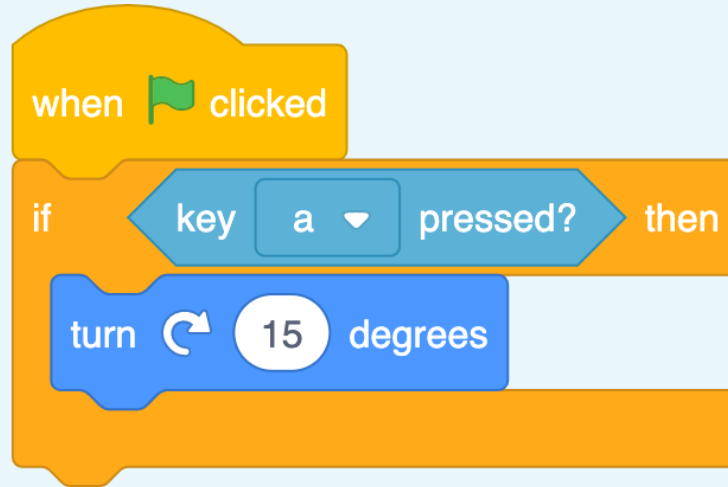 when clicked
if key a pressed? then
turn 15 degrees